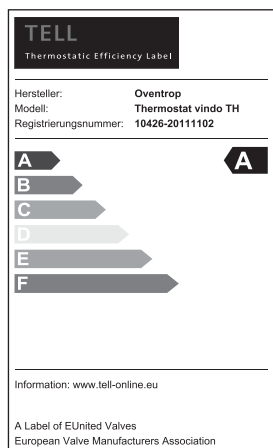 TELL
Thermostatic Efficiency Label
Hersteller: Oventrop
Modell: Thermostat vindo TH
Registrierungsnummer: 10426-20111102
A A
B
C
D
E
F
Information: www.tell-online.eu
A Label of EUnited Valves
European Valve Manufacturers Association